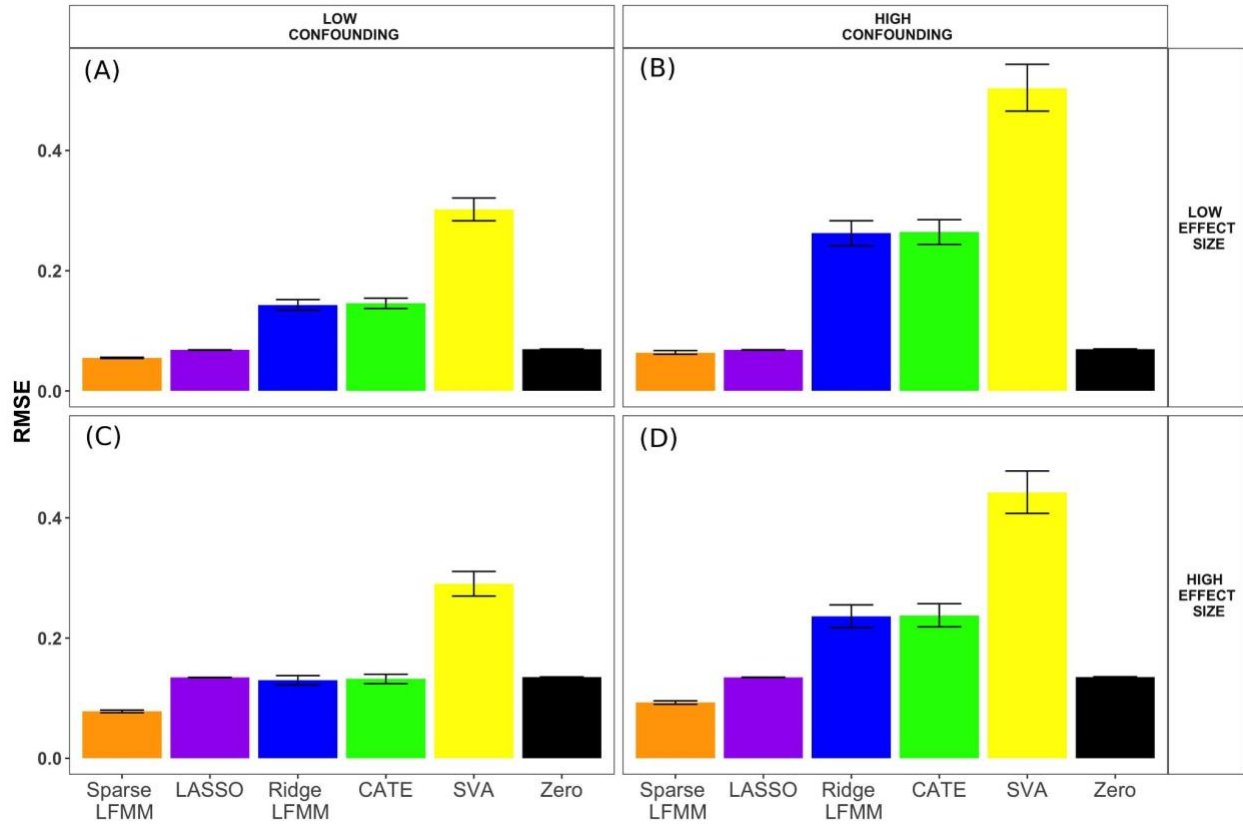 LOW
CONFOUNDING
HIGH
CONFOUNDING
(A)
(B)
LOW
EFFECT
SIZE
0.4
0.2
0.0
RMSE
(C)
(D)
HIGH
EFFECT
SIZE
0.4
0.2
0.0
Sparse
LFMM
LASSO
Ridge
LFMM
CATE
SVA
Zero
Sparse
LFMM
LASSO
Ridge
LFMM
CATE
SVA
Zero